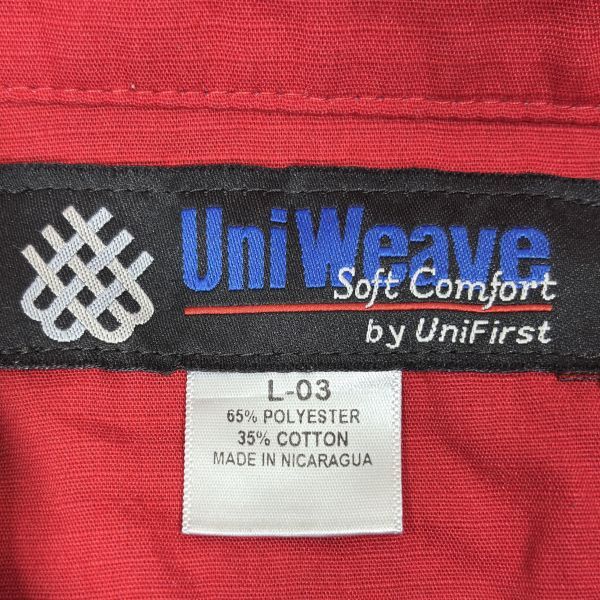 UniWeave
Soft Comfort
by UniFirst
L-03
65% POLYESTER
35% COTTON
MADE IN NICARAGUA